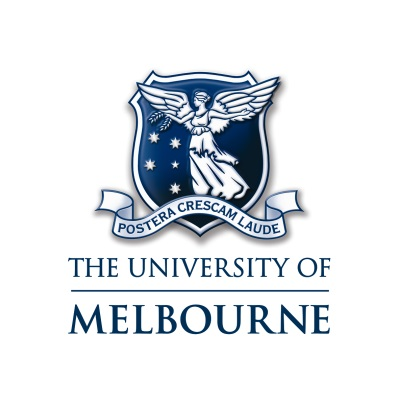 POSTERA CRESCAM LAUDE
THE UNIVERSITY OF
MELBOURNE